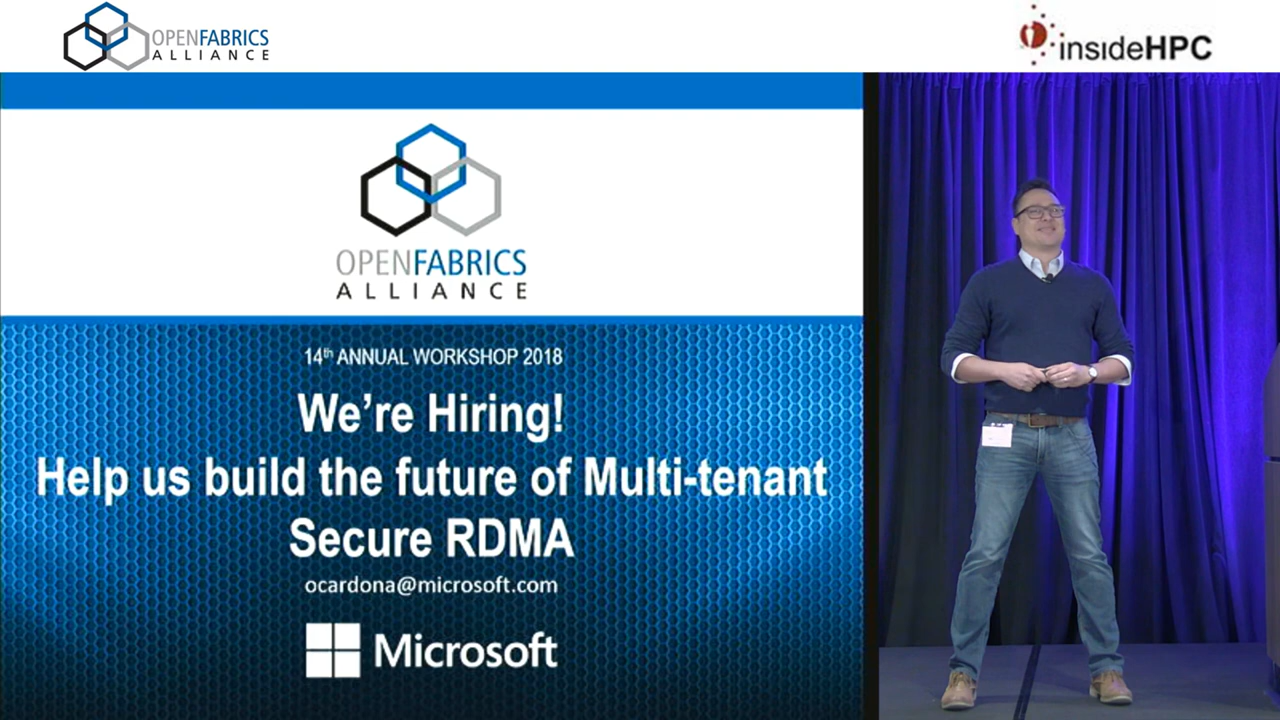 OPENFABRICS
ALLIANCE
insideHPC
OPENFABRICS
ALLIANCE
14th ANNUAL WORKSHOP 2018
We're Hiring!
Help us build the future of Multi-tenant
Secure RDMA
ocardona@microsoft.com
Microsoft